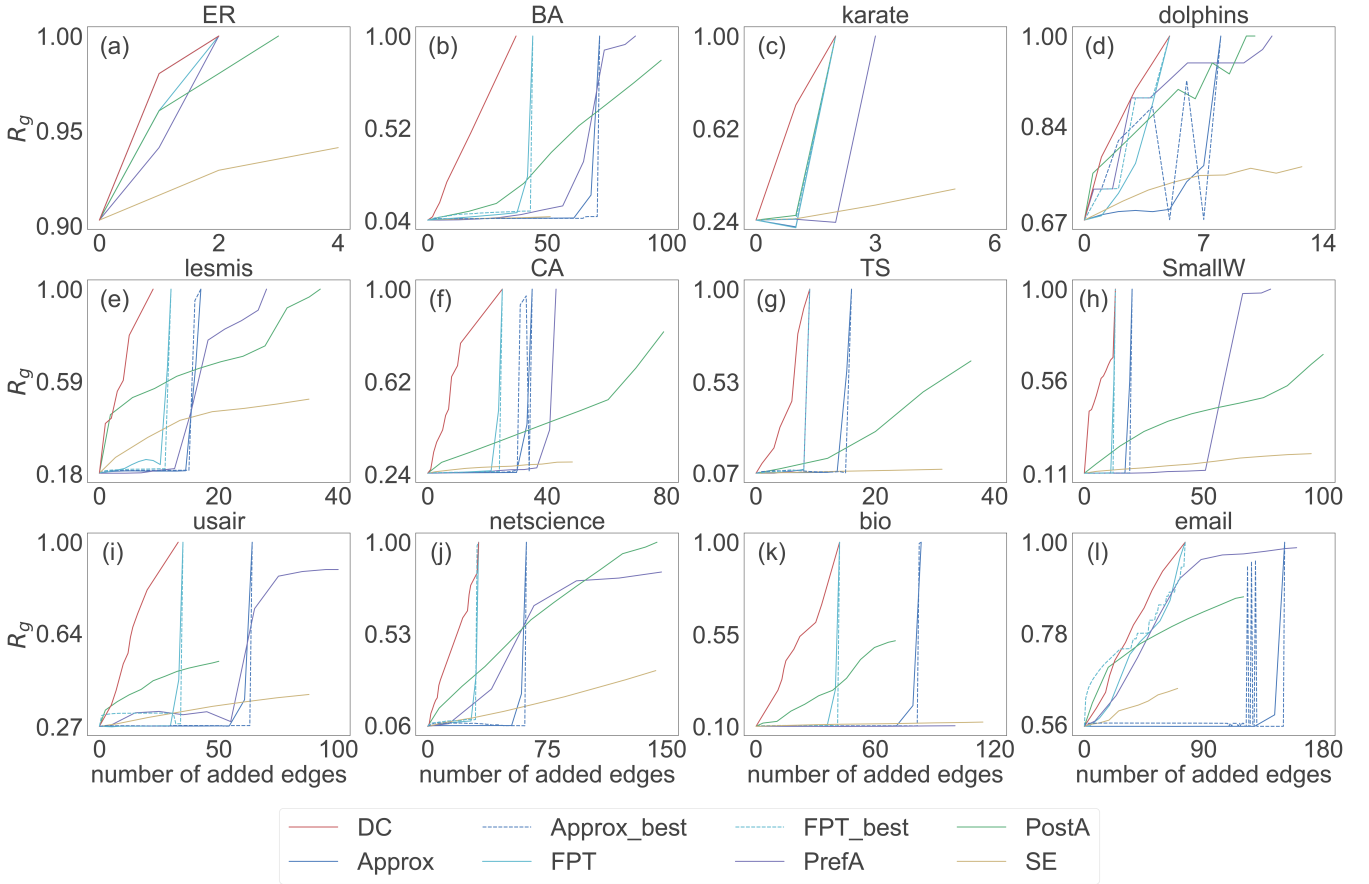 ER BA karate dolphins
(a) (b) (c) (d)
1.00 1.00 1.00 1.00
0.95 0.52 0.62 0.84
0.90 0.04 0.24 0.67
R_g
0 2 4 0 50 100 0 3 6 0 7 14
lesmis CA TS SmallW
(e) (f) (g) (h)
1.00 1.00 1.00 1.00
0.59 0.62 0.53 0.56
0.18 0.24 0.07 0.11
R_g
0 20 40 0 40 80 0 20 40 0 50 100
usair netscience bio email
(i) (j) (k) (l)
1.00 1.00 1.00 1.00
0.64 0.53 0.55 0.78
0.27 0.06 0.10 0.56
R_g
0 50 100 0 75 150 0 60 120 0 90 180
number of added edges number of added edges number of added edges number of added edges
DC Approx_best FPT_best PostA
Approx FPT PrefA SE